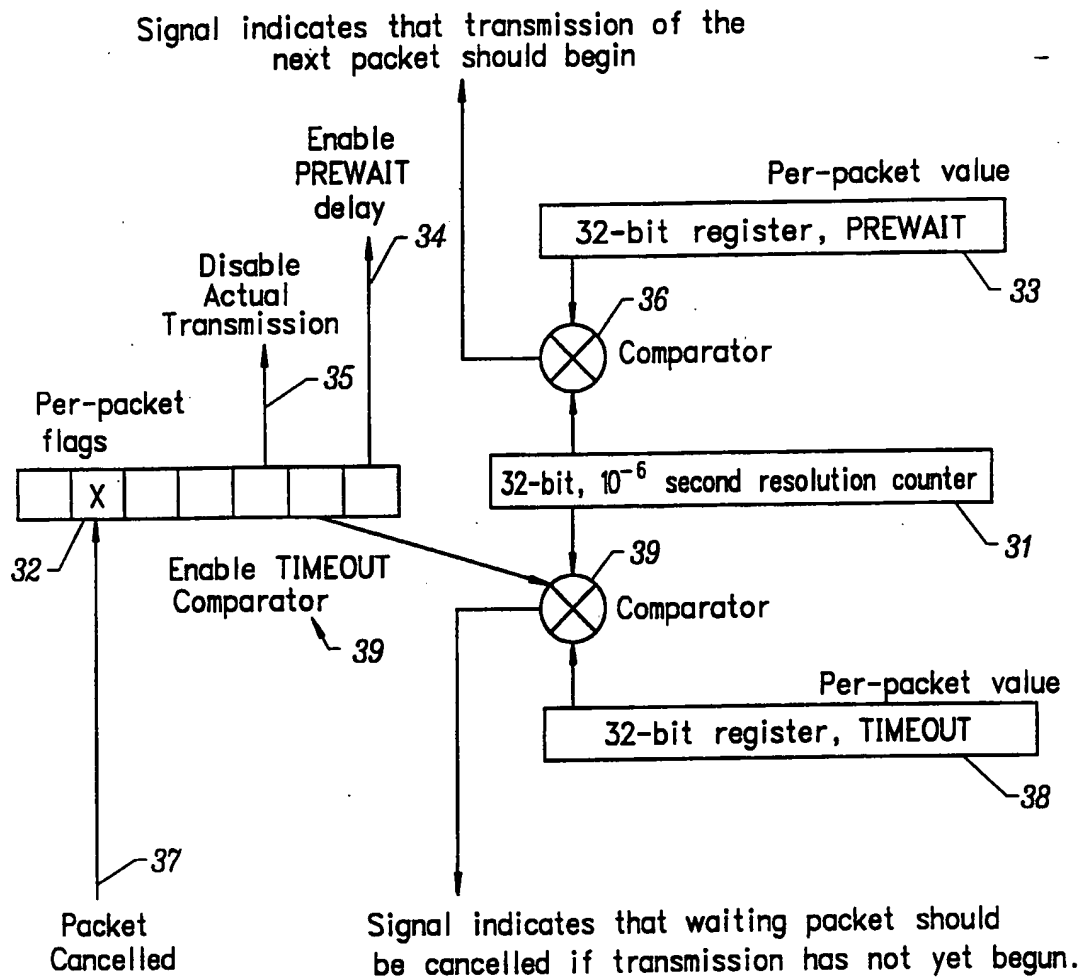 Signal indicates that transmission of the
next packet should begin
Enable
PREWAIT
delay
34
Per-packet value
32-bit register, PREWAIT
33
Disable
Actual
Transmission
35
36
Comparator
Per-packet
flags
X
32
32-bit, 10⁻⁶ second resolution counter
31
Enable TIMEOUT
Comparator
39
39
Comparator
Per-packet value
32-bit register, TIMEOUT
38
37
Packet
Cancelled
Signal indicates that waiting packet should
be cancelled if transmission has not yet begun.